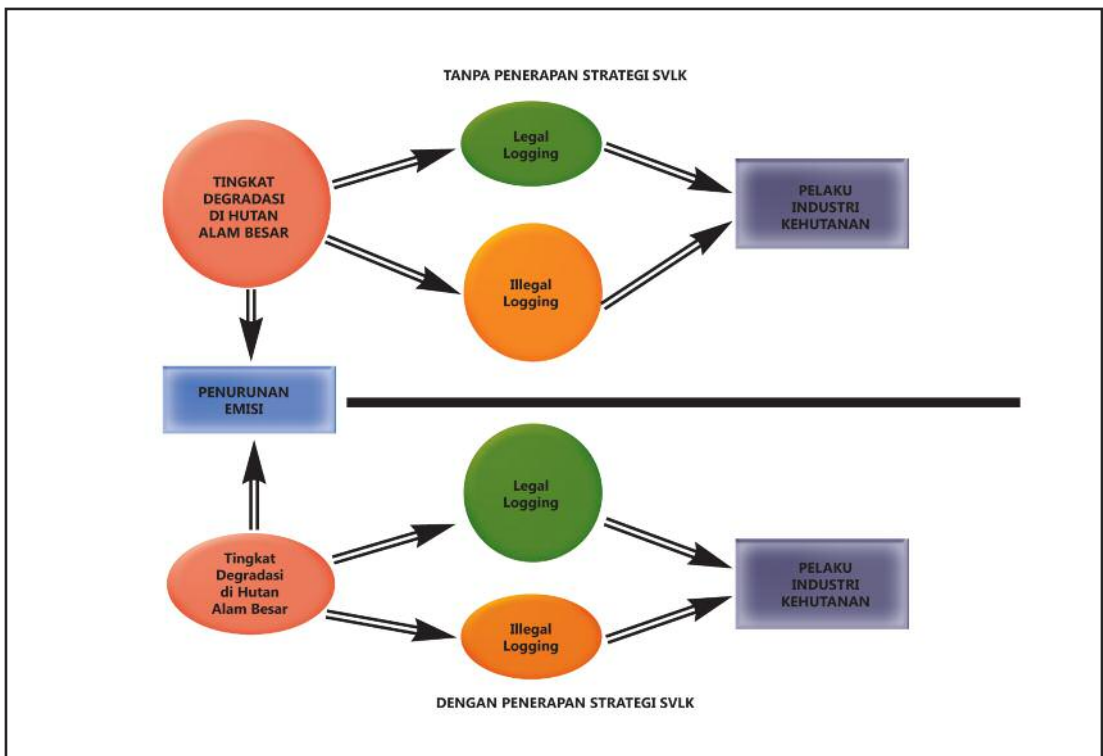 TANPA PENERAPAN STRATEGI SVLK
Legal
Logging
TINGKAT
DEGRADASI
DI HUTAN
ALAM BESAR
PELAKU
INDUSTRI
KEHUTANAN
Illegal
Logging
PENURUNAN
EMISI
Legal
Logging
Tingkat
Degradasi
di Hutan
Alam Besar
PELAKU
INDUSTRI
KEHUTANAN
Illegal
Logging
DENGAN PENERAPAN STRATEGI SVLK